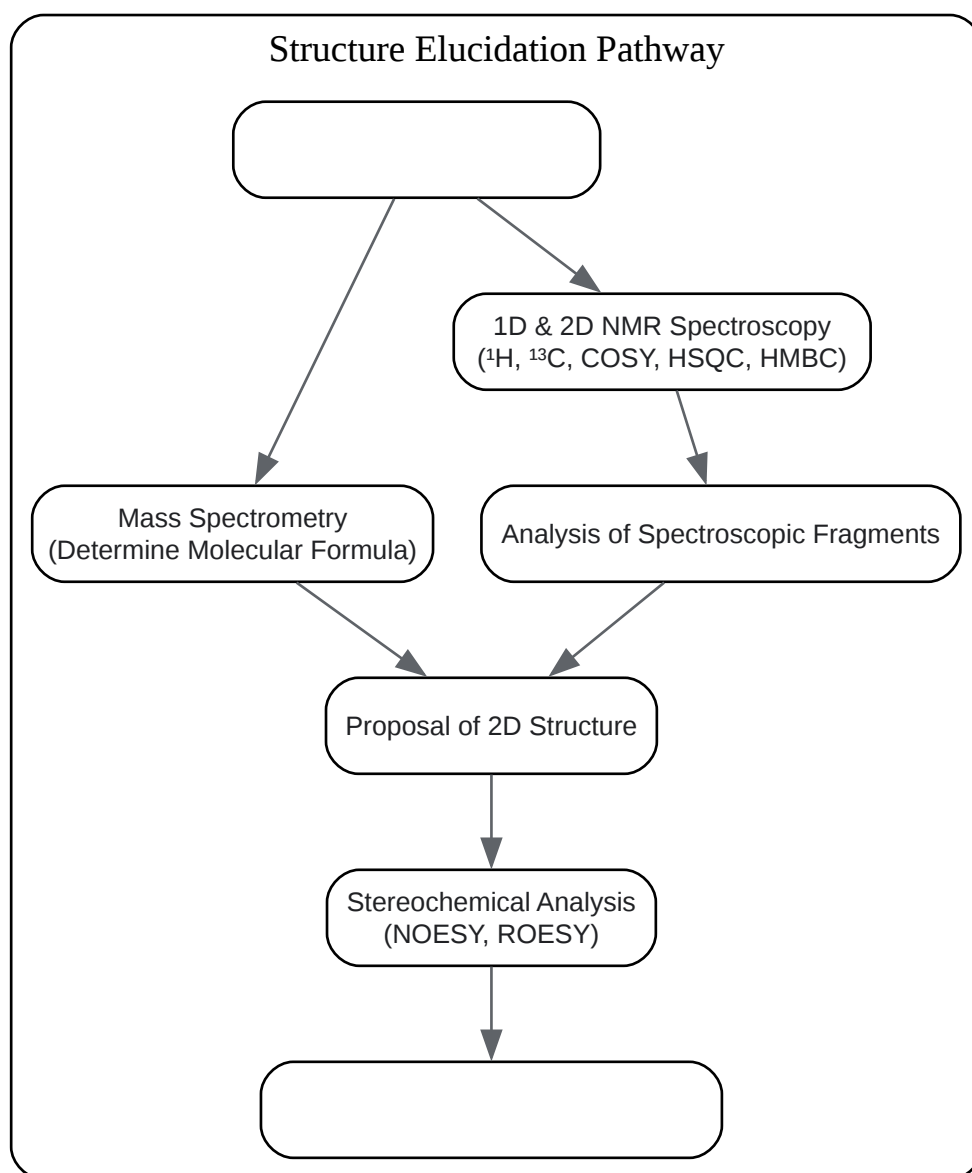 Structure Elucidation Pathway
1D & 2D NMR Spectroscopy
(¹H, ¹³C, COSY, HSQC, HMBC)
Mass Spectrometry
(Determine Molecular Formula)
Analysis of Spectroscopic Fragments
Proposal of 2D Structure
Stereochemical Analysis
(NOESY, ROESY)